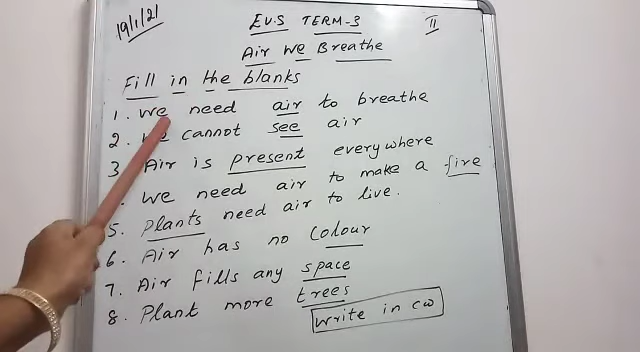 19/1/21
E.V.S TERM-3
II
Air We Breathe
Fill in the blanks
1. We need air to breathe
2. We cannot see air
3. Air is present everywhere
. We need air to make a fire
5. Plants need air to live.
6. Air has no Colour
7. Air fills any space
8. Plant more trees
Write in CW